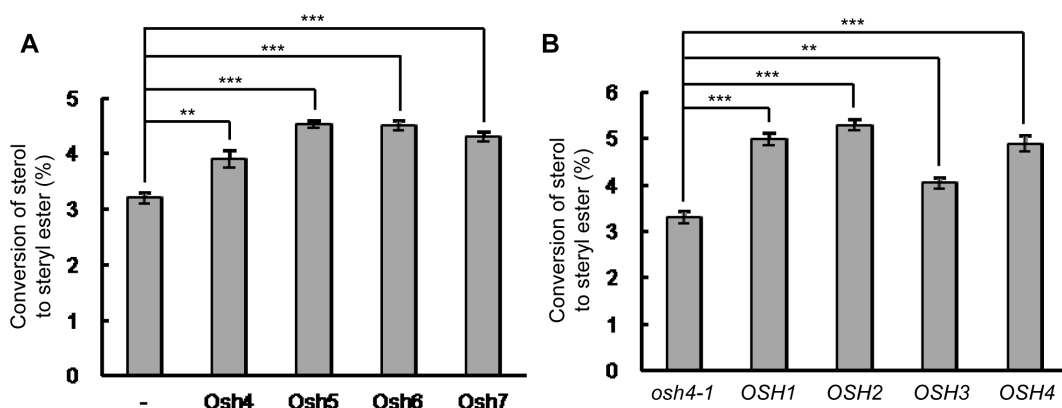 A
***
***
***
**
Conversion of sterol
to steryl ester (%)
5
4
3
2
1
0
-
Osh4
Osh5
Osh6
Osh7
B
***
**
***
***
Conversion of sterol
to steryl ester (%)
6
5
4
3
2
1
0
osh4-1
OSH1
OSH2
OSH3
OSH4